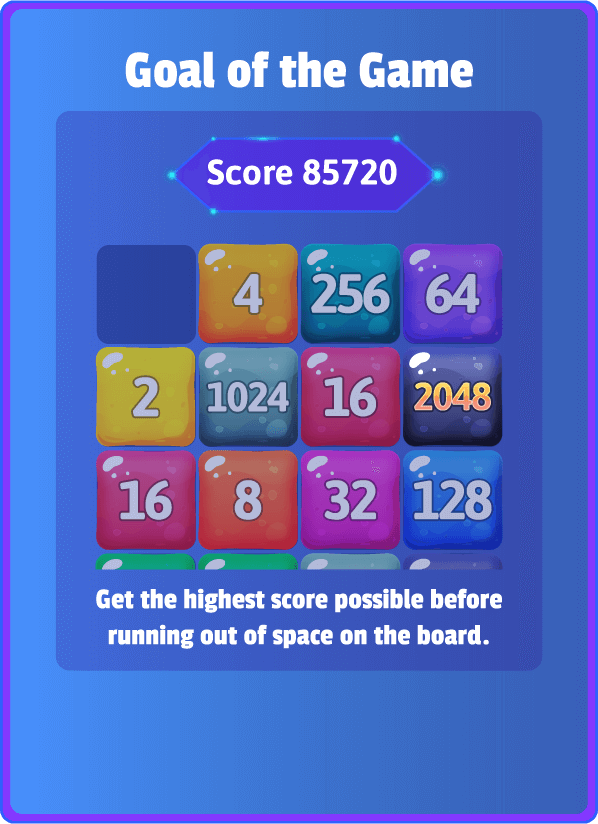 Goal of the Game
Score 85720
4 256 64
2 1024 16 2048
16 8 32 128
Get the highest score possible before
running out of space on the board.